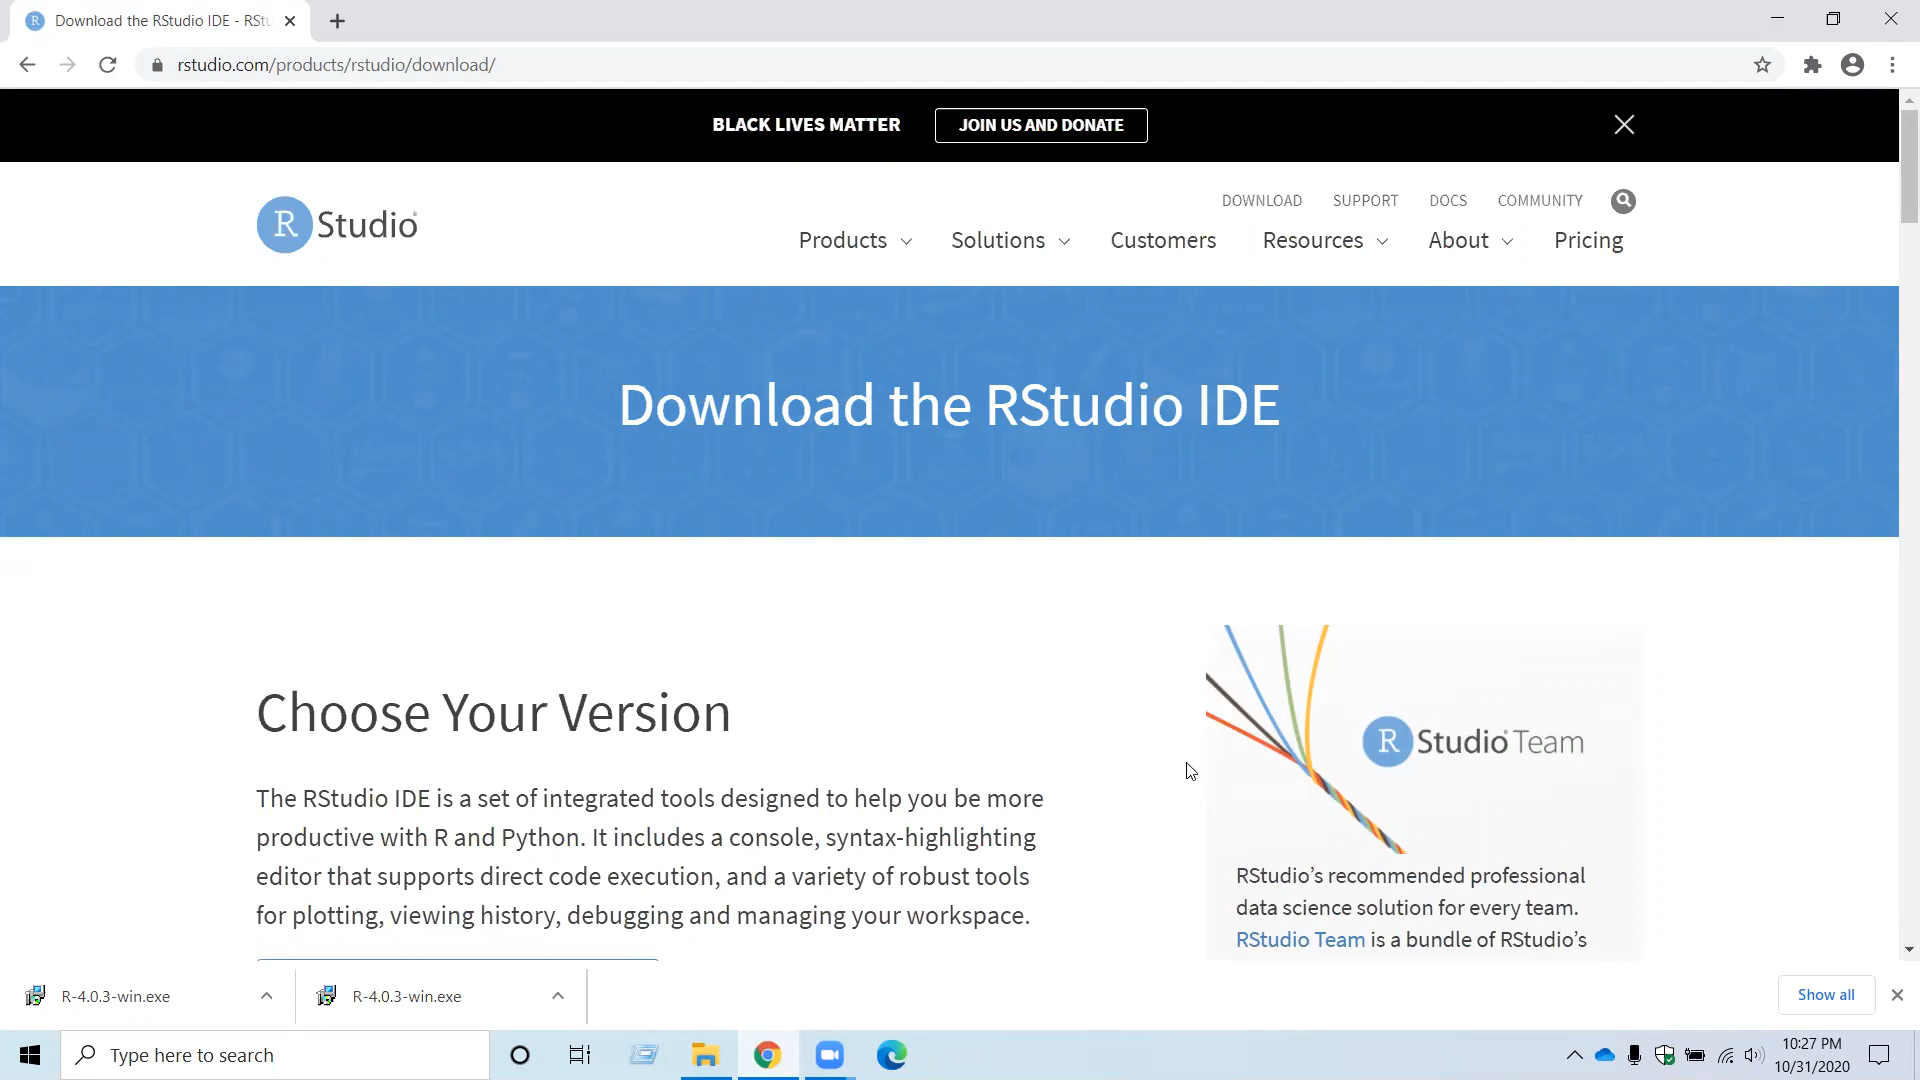 Download the RStudio IDE - RStu
rstudio.com/products/rstudio/download/
BLACK LIVES MATTER
JOIN US AND DONATE
DOWNLOAD SUPPORT DOCS COMMUNITY
R Studio
Products Solutions Customers Resources About Pricing
Download the RStudio IDE
Choose Your Version
The RStudio IDE is a set of integrated tools designed to help you be more
productive with R and Python. It includes a console, syntax-highlighting
editor that supports direct code execution, and a variety of robust tools
for plotting, viewing history, debugging and managing your workspace.
R Studio Team
RStudio’s recommended professional
data science solution for every team.
RStudio Team is a bundle of RStudio’s
R-4.0.3-win.exe
R-4.0.3-win.exe
Show all
Type here to search
10:27 PM
10/31/2020